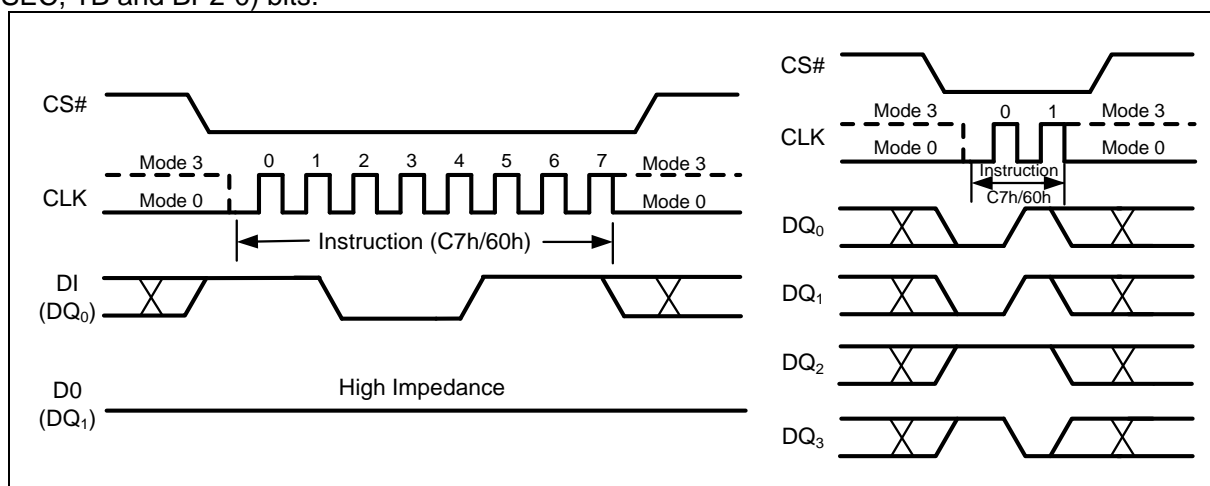 SEC, TB and BP2-0) bits.
CS#
Mode 3 0 1 2 3 4 5 6 7 Mode 3
CLK
Mode 0 Mode 0
Instruction (C7h/60h)
DI
(DQ0)
D0
(DQ1)
High Impedance
CS#
Mode 3 0 1 Mode 3
CLK
Mode 0 Mode 0
Instruction
C7h/60h
DQ0
DQ1
DQ2
DQ3